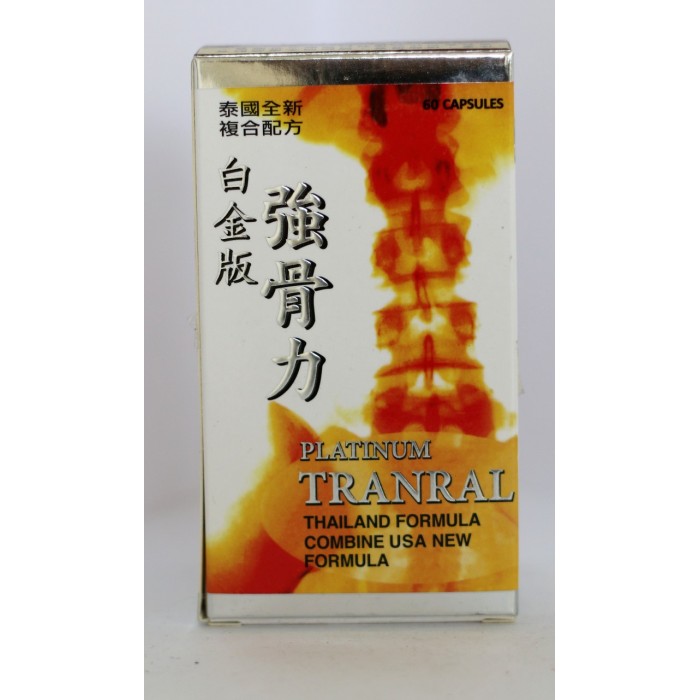 泰國全新
複合配方
60 CAPSULES
白金版
強骨力
PLATINUM
TRANRAL
THAILAND FORMULA
COMBINE USA NEW
FORMULA